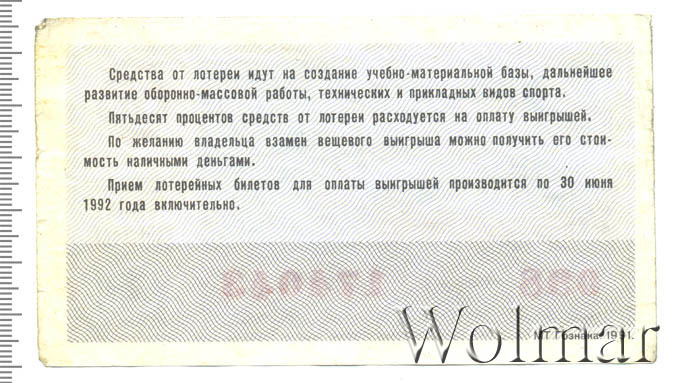 Средства от лотереи идут на создание учебно-материальной базы, дальнейшее
развитие оборонно-массовой работы, технических и прикладных видов спорта.
Пятьдесят процентов средств от лотереи расходуется на оплату выигрышей.
По желанию владельца взамен вещевого выигрыша можно получить его стои-
мость наличными деньгами.
Прием лотерейных билетов для оплаты выигрышей производится по 30 июня
1992 года включительно.
МТ Гознака. 1991.
Wolmar